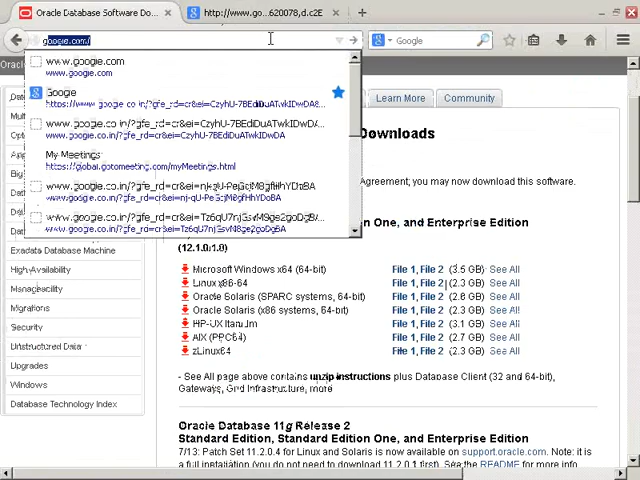 Oracle Database Software Do...
http://www.go...620078,d.c2E
googie.com/
Google
www.googie.com
www.googie.com
Googie
www.googie.co.in/?gfe_rd=cr&ei=CzyhU-7BEdiDuATwkIDwDA
My Meetings
https://global.gotomeeting.com/myMeetings.html
Learn More
Community
Downloads
Agreement; you may now download this software.
on One, and Enterprise Edition
(12.1.0.1.0)
Exadata Database Machine
High-Availability
Manageability
Migrations
Security
Unstructured Data
Upgrades
Windows
Database Technology Index
Microsoft Windows x64 (64-bit) File 1, File 2 (3.5 GB) See All
Linux x86-64 File 1, File 2 (2.3 GB) See All
Oracle Solaris (SPARC systems, 64-bit) File 1, File 2 (2.6 GB) See All
Oracle Solaris (x86 systems, 64-bit) File 1, File 2 (2.4 GB) See All
HP-UX Itanium File 1, File 2 (3.1 GB) See All
AIX (PPC64) File 1, File 2 (2.7 GB) See All
zLinux64 File 1, File 2 (2.3 GB) See All
- See All page above contains unzip instructions plus Database Client (32 and 64-bit),
Gateways, Grid Infrastructure, more
Oracle Database 11g Release 2
Standard Edition, Standard Edition One, and Enterprise Edition
7/13: Patch Set 11.2.0.4 for Linux and Solaris is now available on support.oracle.com. Note: it is
a full installation (you do not need to download 11.2.0.1 first). See the README for more info